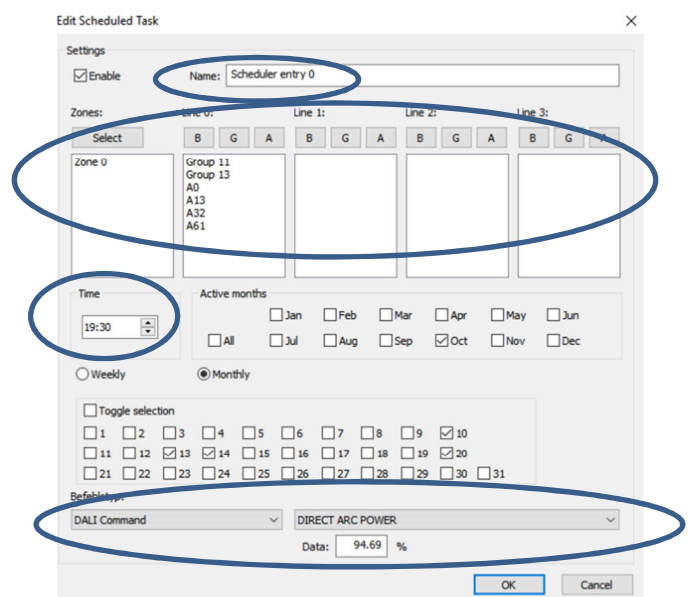 Edit Scheduled Task
Settings
Enable Name: Scheduler entry 0
Zones: Line 0: Line 1: Line 2: Line 3:
Select B G A B G A B G A B G A
Zone 0 Group 11
Group 13
A0
A13
A32
A61
Time Active months
Jan Feb Mar Apr May Jun
19:30
All Jul Aug Sep Oct Nov Dec
Weekly Monthly
Toggle selection
1 2 3 4 5 6 7 8 9 10
11 12 13 14 15 16 17 18 19 20
21 22 23 24 25 26 27 28 29 30 31
Befehlstyp:
DALI Command DIRECT ARC POWER
Data: 94.69 %
OK Cancel